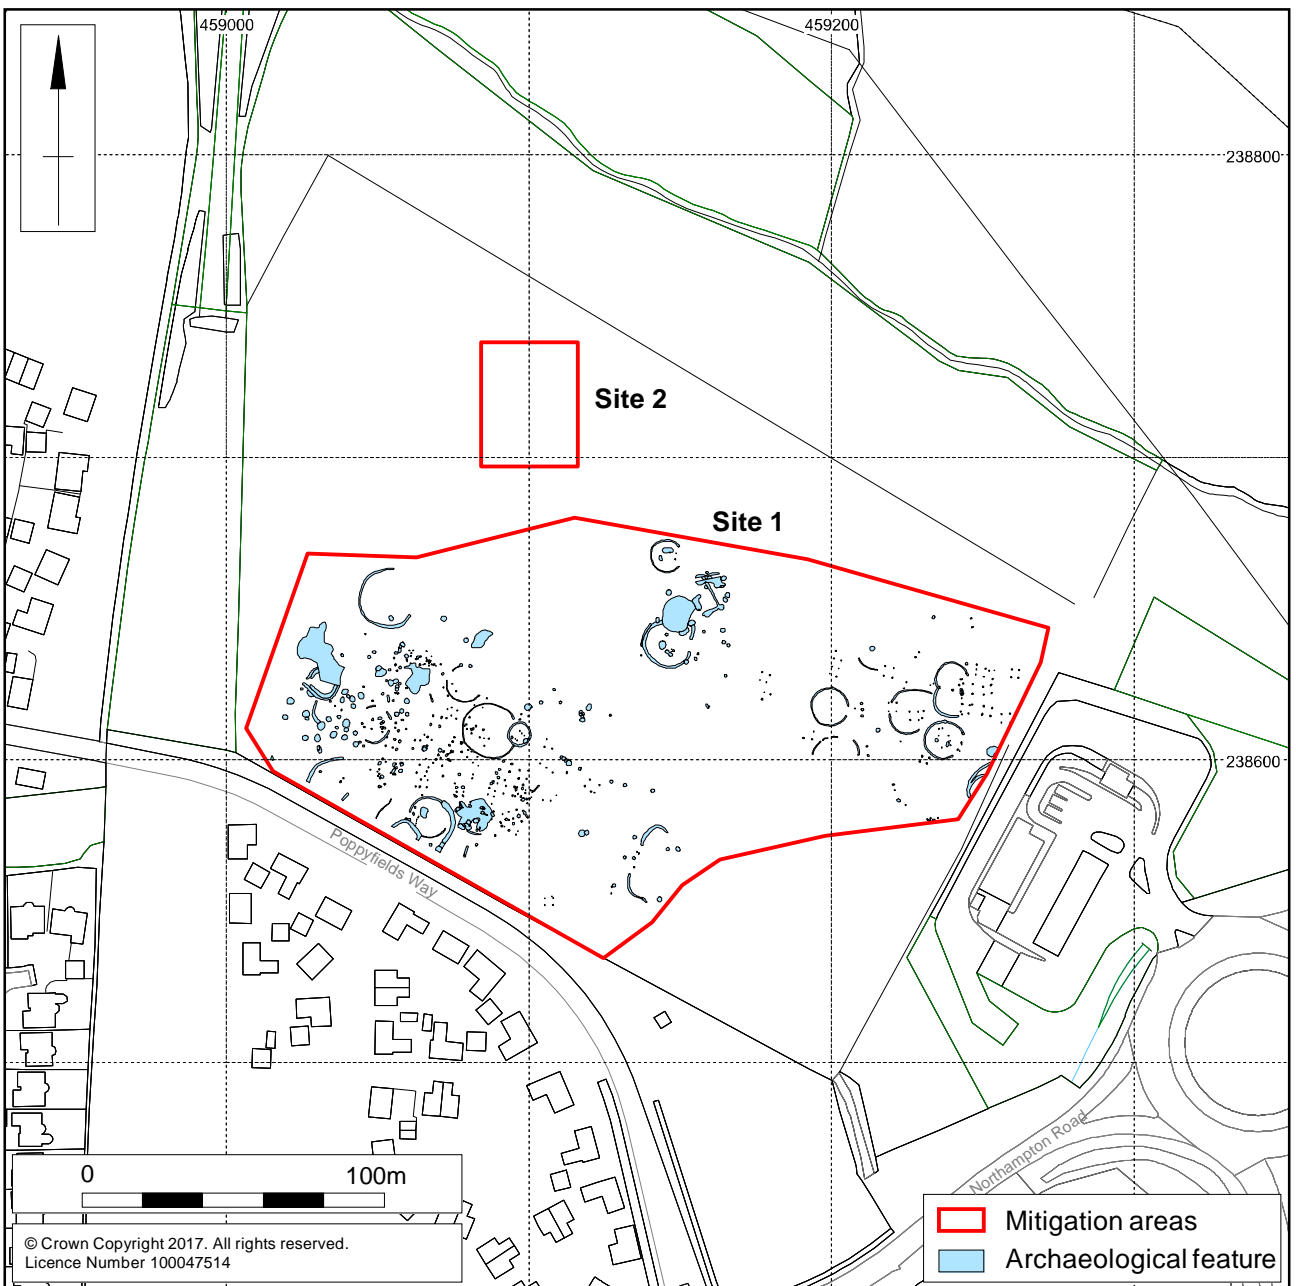 459000
459200
238800
Site 2
Site 1
238600
Poppyfields Way
Northampton Road
0 100m
© Crown Copyright 2017. All rights reserved.
Licence Number 100047514
Mitigation areas
Archaeological feature